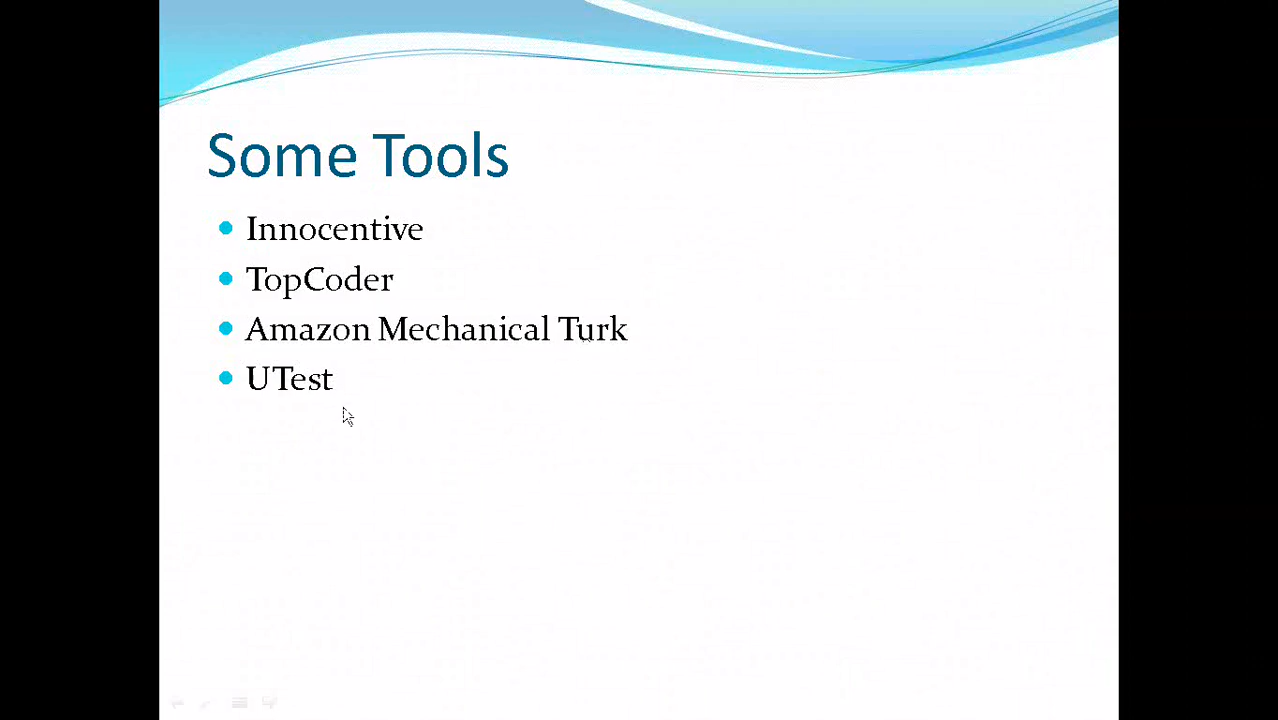 Some Tools
Innocentive
TopCoder
Amazon Mechanical Turk
UTest